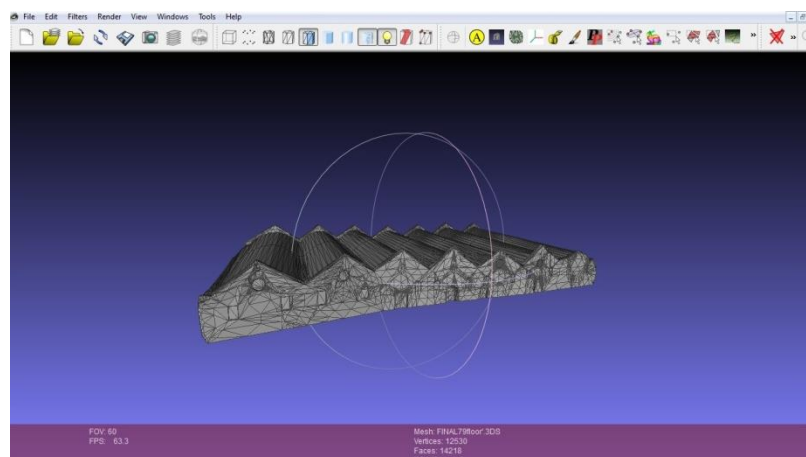 File Edit Filters Render View Windows Tools Help
A
FOV: 60
FPS: 63.3
Mesh: FINAL79floor'.3DS
Vertices: 12530
Faces: 14218